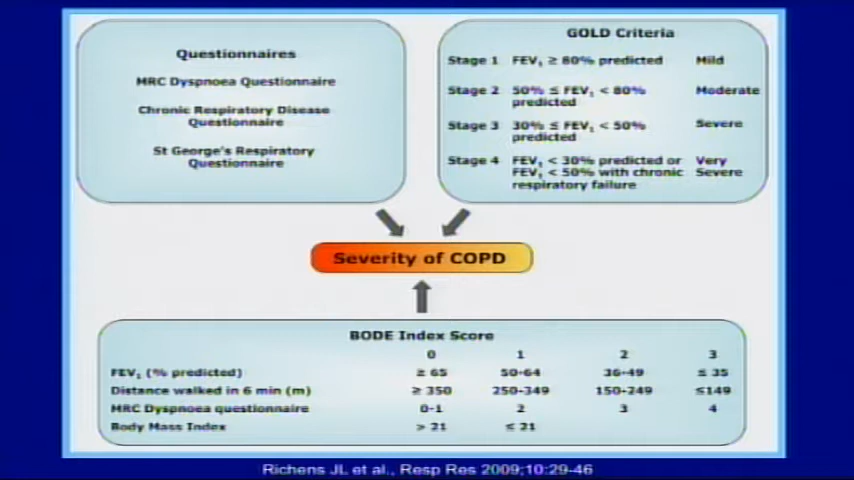 Questionnaires
MRC Dyspnoea Questionnaire
Chronic Respiratory Disease
Questionnaire
St George's Respiratory
Questionnaire
GOLD Criteria
Stage 1 FEV₁ ≥ 80% predicted Mild
Stage 2 50% ≤ FEV₁ < 80% Moderate
predicted
Stage 3 30% ≤ FEV₁ < 50% Severe
predicted
Stage 4 FEV₁ < 30% predicted or Very
FEV₁ < 50% with chronic Severe
respiratory failure
Severity of COPD
BODE Index Score
0 1 2 3
FEV₁ (% predicted) ≥ 65 50-64 36-49 ≤ 35
Distance walked in 6 min (m) ≥ 350 250-349 150-249 ≤149
MRC Dyspnoea questionnaire 0-1 2 3 4
Body Mass Index > 21 ≤ 21
Richens JL et al., Resp Res 2009;10:29-46